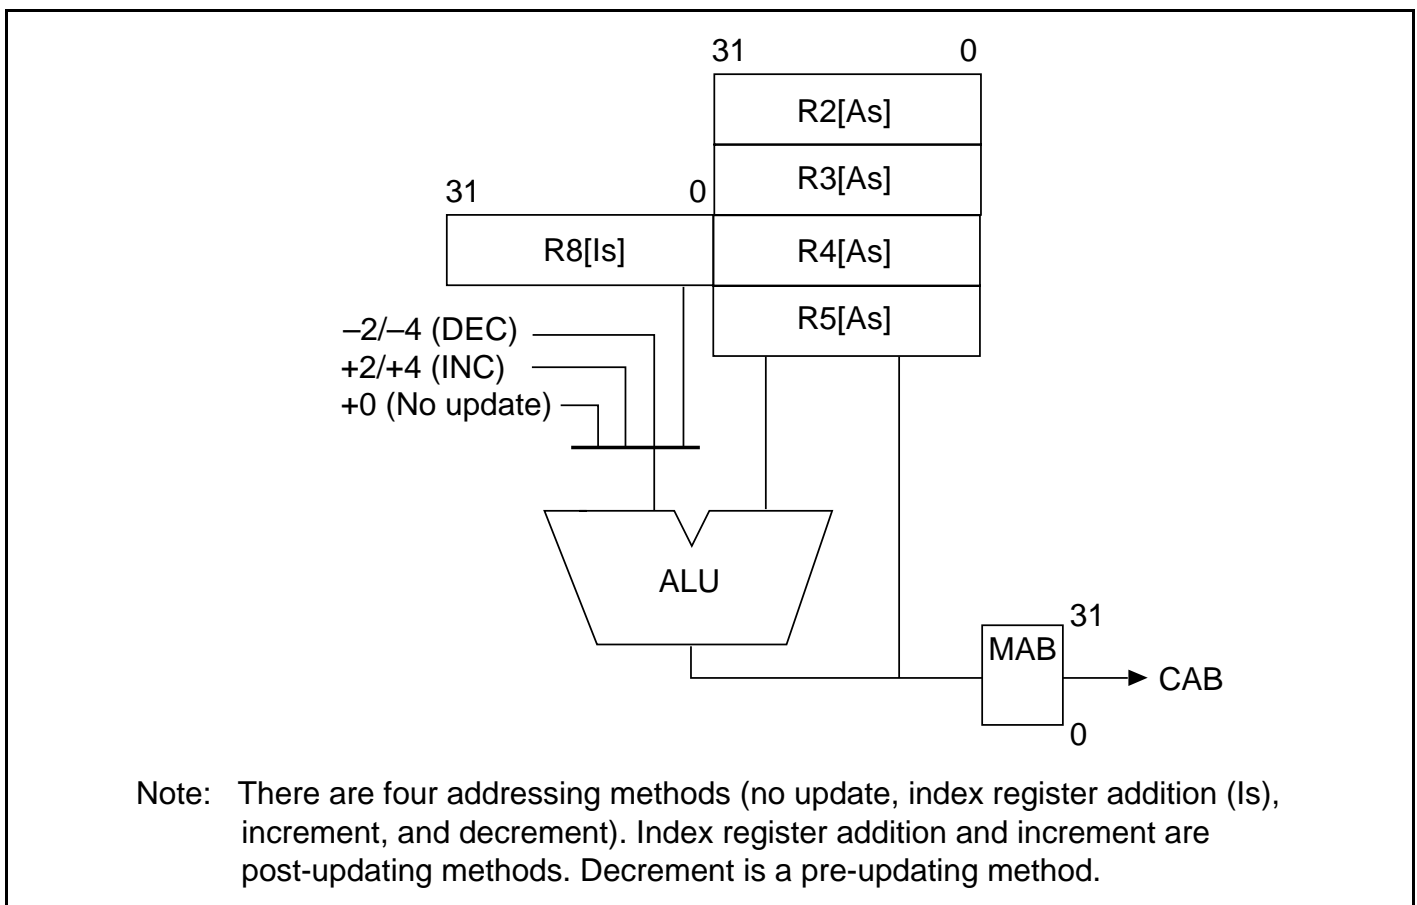 31 0
R2[As]
R3[As]
31 0
R8[Is] R4[As]
R5[As]
–2/–4 (DEC)
+2/+4 (INC)
+0 (No update)
ALU
31
MAB
CAB
0
Note: There are four addressing methods (no update, index register addition (Is),
increment, and decrement). Index register addition and increment are
post-updating methods. Decrement is a pre-updating method.